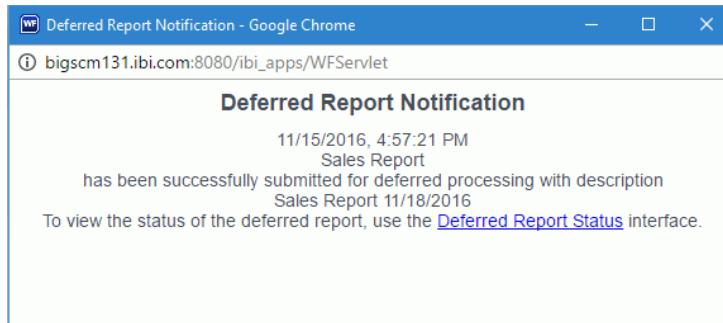 WF Deferred Report Notification - Google Chrome
bigscm131.ibi.com:8080/ibi_apps/WFServlet
Deferred Report Notification
11/15/2016, 4:57:21 PM
Sales Report
has been successfully submitted for deferred processing with description
Sales Report 11/18/2016
To view the status of the deferred report, use the Deferred Report Status interface.